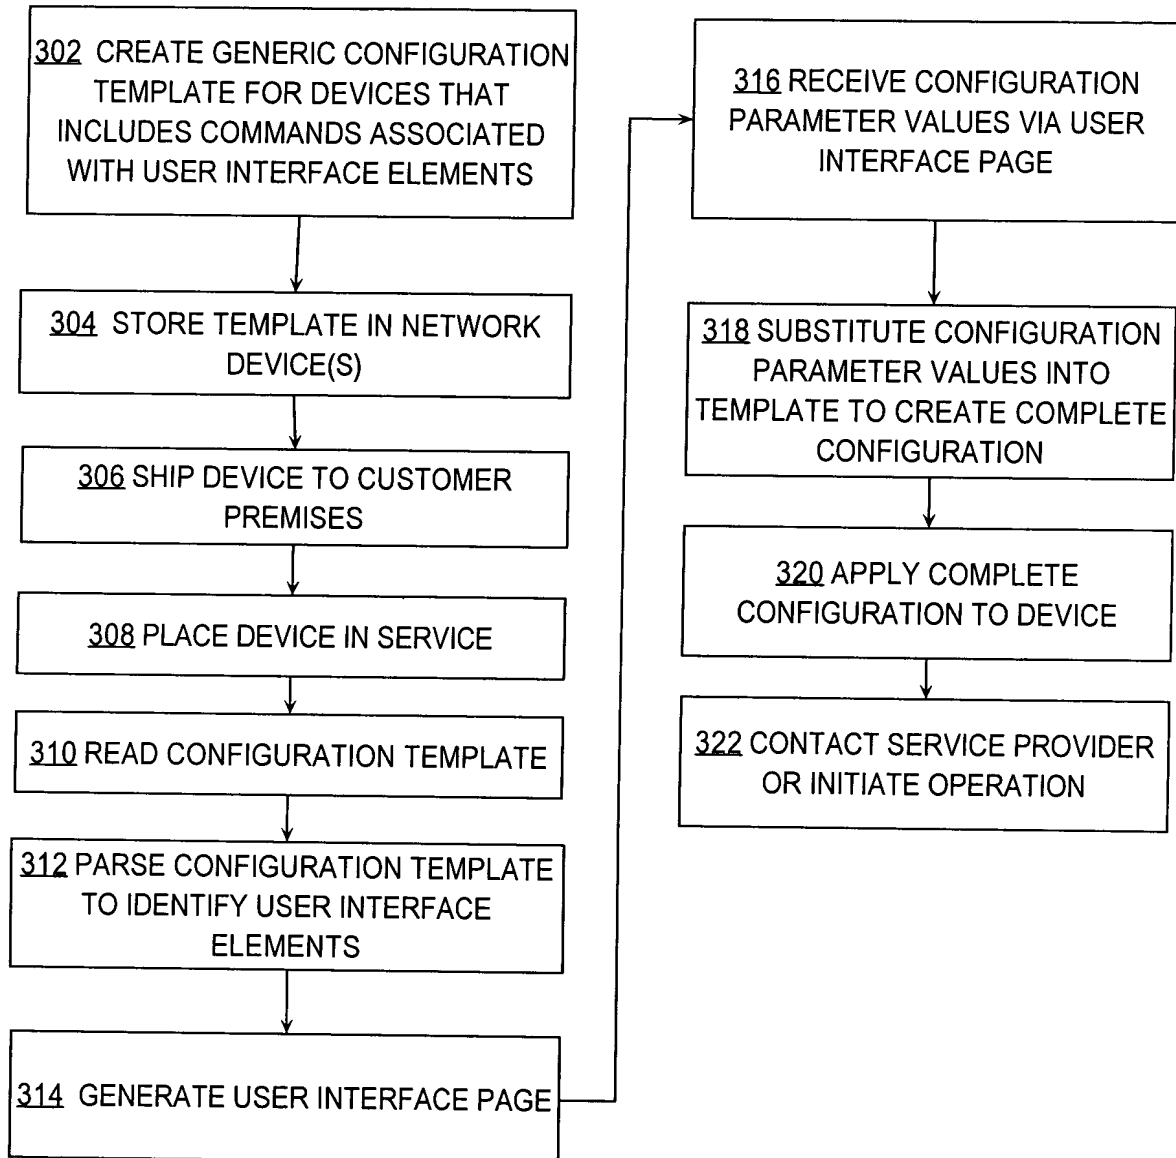 302 CREATE GENERIC CONFIGURATION
TEMPLATE FOR DEVICES THAT
INCLUDES COMMANDS ASSOCIATED
WITH USER INTERFACE ELEMENTS
304 STORE TEMPLATE IN NETWORK
DEVICE(S)
306 SHIP DEVICE TO CUSTOMER
PREMISES
308 PLACE DEVICE IN SERVICE
310 READ CONFIGURATION TEMPLATE
312 PARSE CONFIGURATION TEMPLATE
TO IDENTIFY USER INTERFACE
ELEMENTS
314 GENERATE USER INTERFACE PAGE
316 RECEIVE CONFIGURATION
PARAMETER VALUES VIA USER
INTERFACE PAGE
318 SUBSTITUTE CONFIGURATION
PARAMETER VALUES INTO
TEMPLATE TO CREATE COMPLETE
CONFIGURATION
320 APPLY COMPLETE
CONFIGURATION TO DEVICE
322 CONTACT SERVICE PROVIDER
OR INITIATE OPERATION